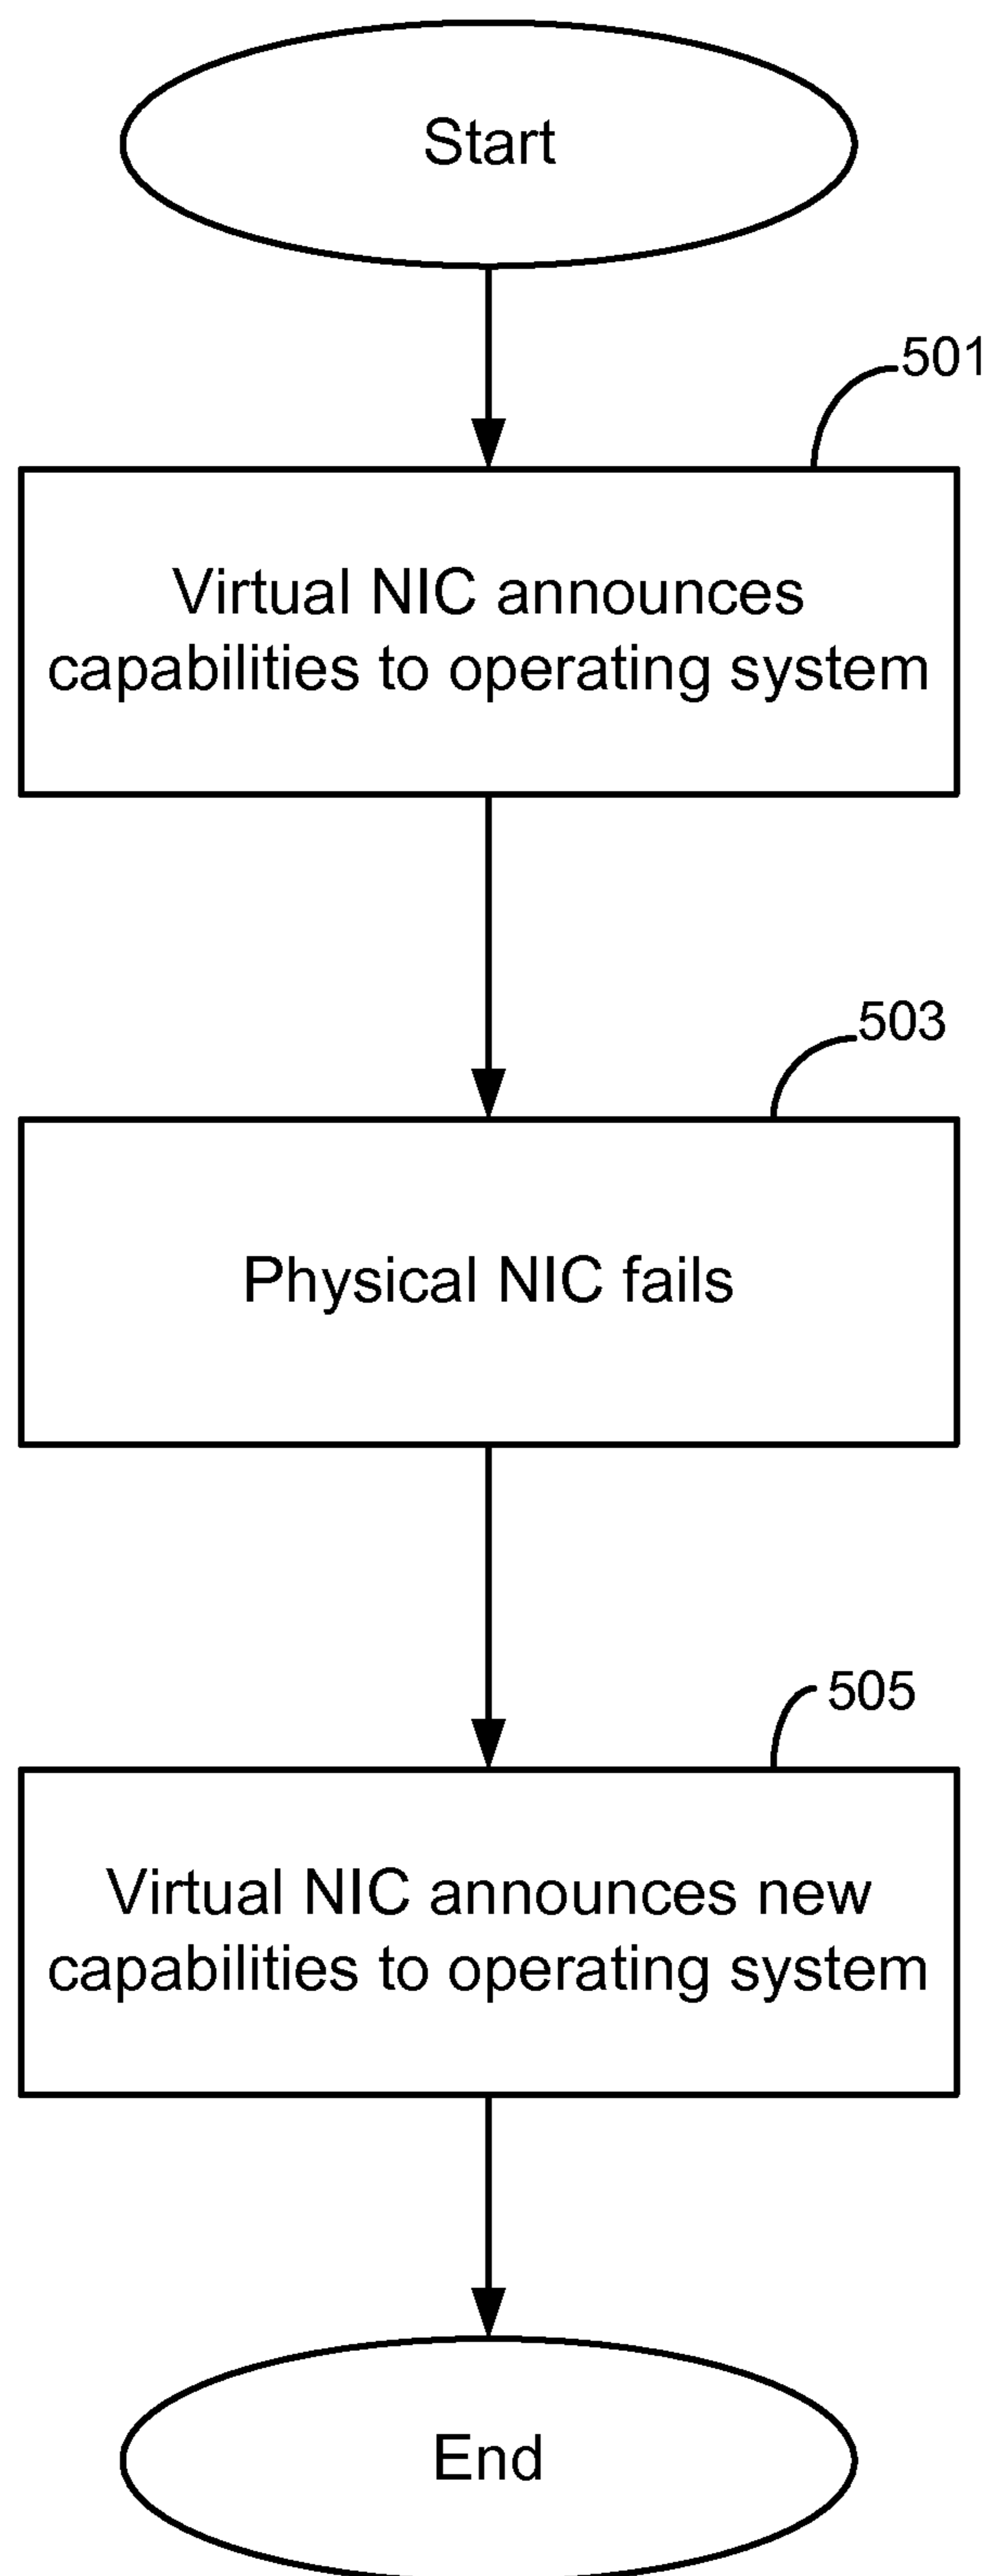 Start
501
Virtual NIC announces
capabilities to operating system
503
Physical NIC fails
505
Virtual NIC announces new
capabilities to operating system
End